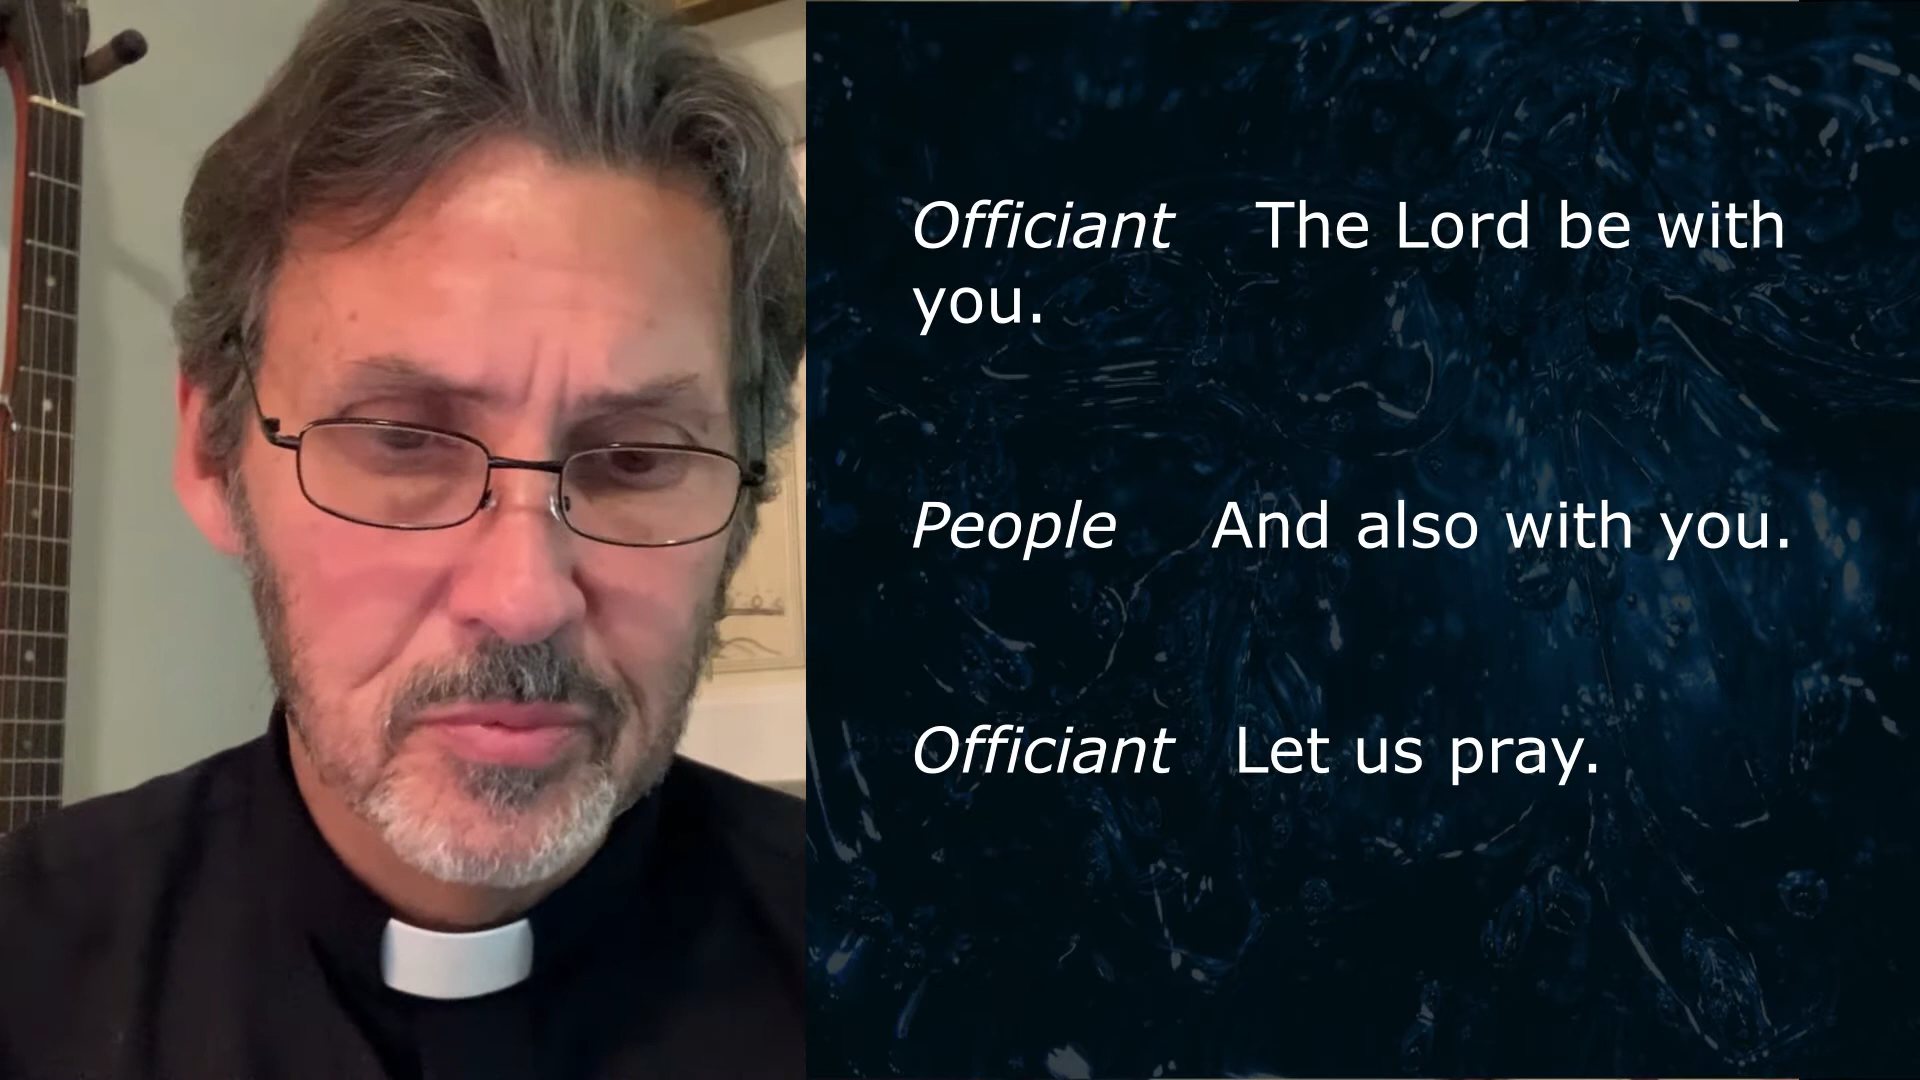 Officiant The Lord be with
you.
People And also with you.
Officiant Let us pray.